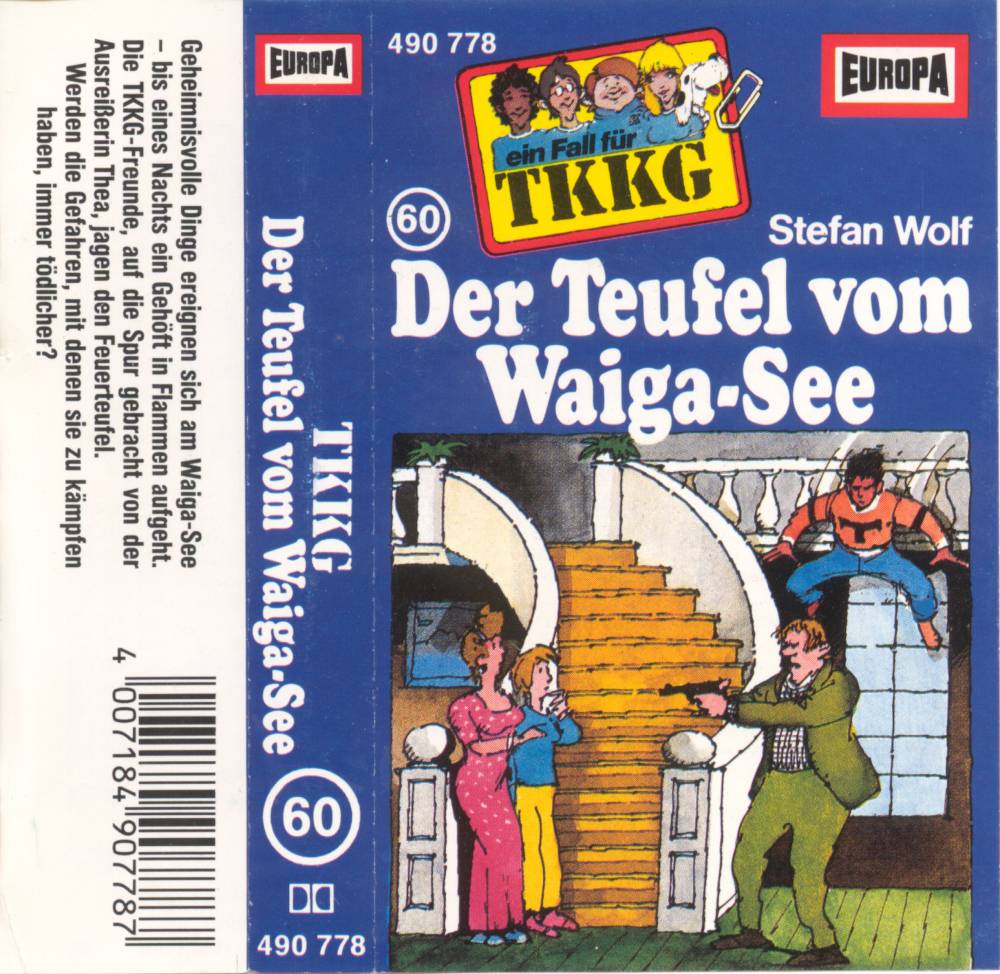 Geheimnisvolle Dinge ereignen sich am Waiga-See
– bis eines Nachts ein Gehöft in Flammen aufgeht.
Die TKKG-Freunde, auf die Spur gebracht von der
Ausreißerin Thea, jagen den Feuerteufel.
Werden die Gefahren, mit denen sie zu kämpfen
haben, immer tödlicher?
4 007184 907787
EUROPA
TKKG
Der Teufel vom Waiga-See
60
490 778
490 778
ein Fall für
TKKG
EUROPA
60
Stefan Wolf
Der Teufel vom
Waiga-See
T